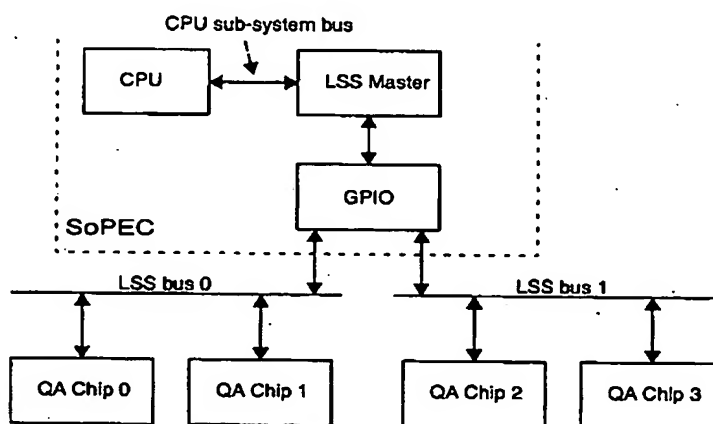 CPU sub-system bus
CPU
LSS Master
GPIO
SoPEC
LSS bus 0
LSS bus 1
QA Chip 0
QA Chip 1
QA Chip 2
QA Chip 3